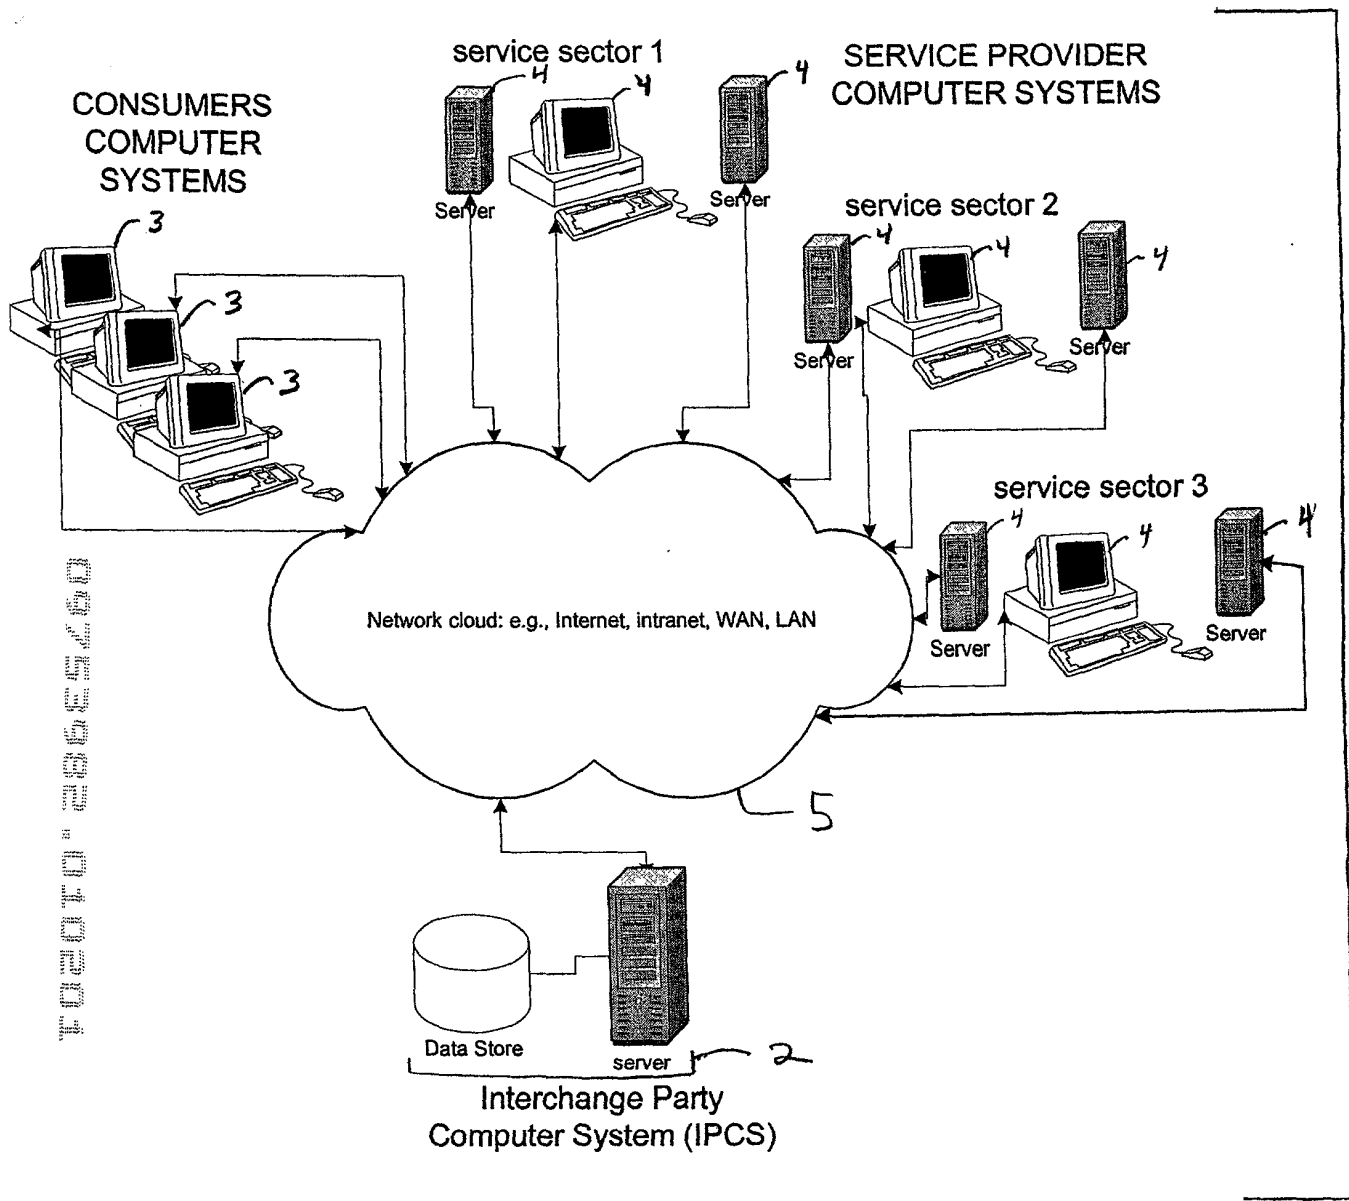 service sector 1
SERVICE PROVIDER
COMPUTER SYSTEMS
CONSUMERS
COMPUTER
SYSTEMS
4
4
4
Server
Server
service sector 2
3
3
3
4
4
4
Server
Server
service sector 3
4
4
4
Server
Server
Network cloud: e.g., Internet, intranet, WAN, LAN
5
Data Store
server
2
Interchange Party
Computer System (IPCS)
09753982.010201